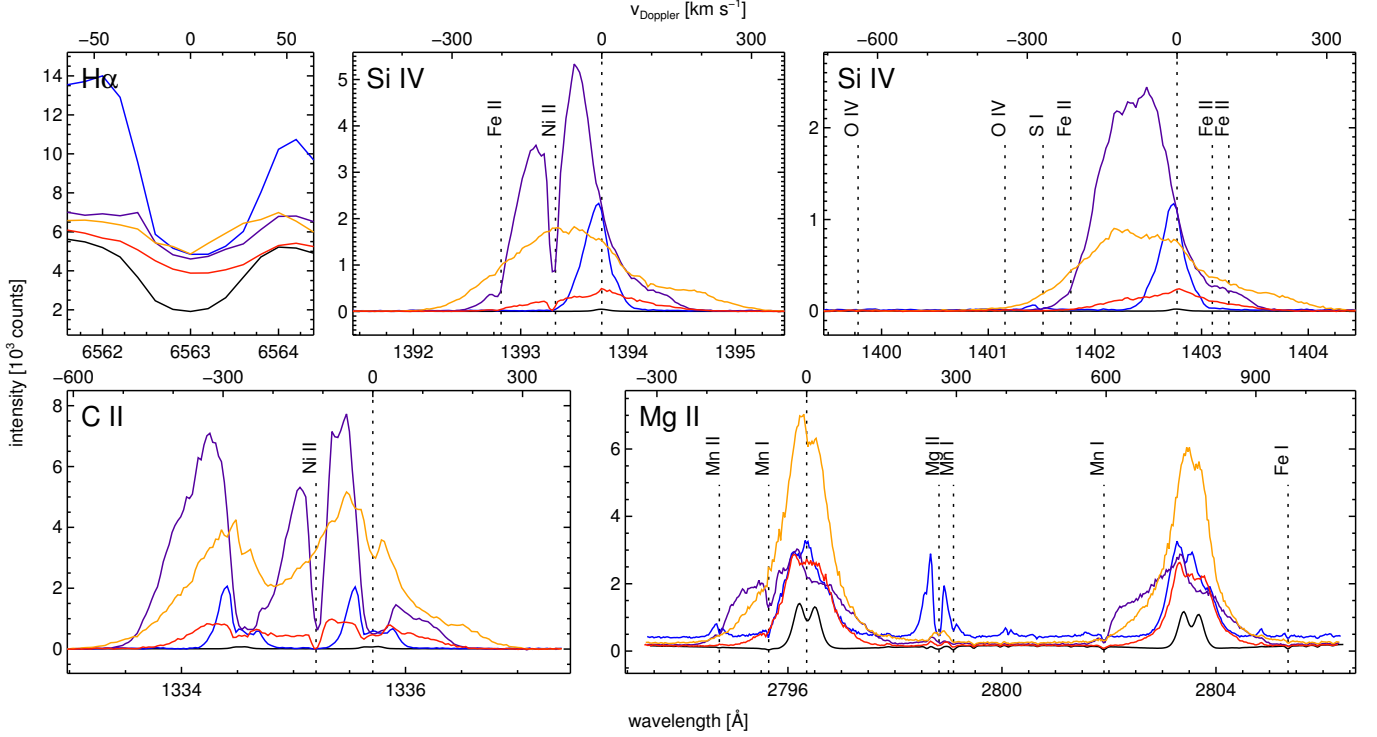 v_Doppler [km s⁻¹]
−50 0 50
−300 0 300
−600 −300 0 300
Hα
Si IV
Si IV
14
12
10
8
6
4
2
5
4
3
2
1
0
2
1
0
Fe II
Ni II
O IV
O IV
S I
Fe II
Fe II
Fe II
6562 6563 6564
1392 1393 1394 1395
1400 1401 1402 1403 1404
intensity [10³ counts]
−600 −300 0 300
−300 0 300 600 900
C II
Mg II
8
6
4
2
0
6
4
2
0
Ni II
Mn II
Mn I
Mg II
Mn I
Mn I
Fe I
1334 1336
2796 2800 2804
wavelength [Å]